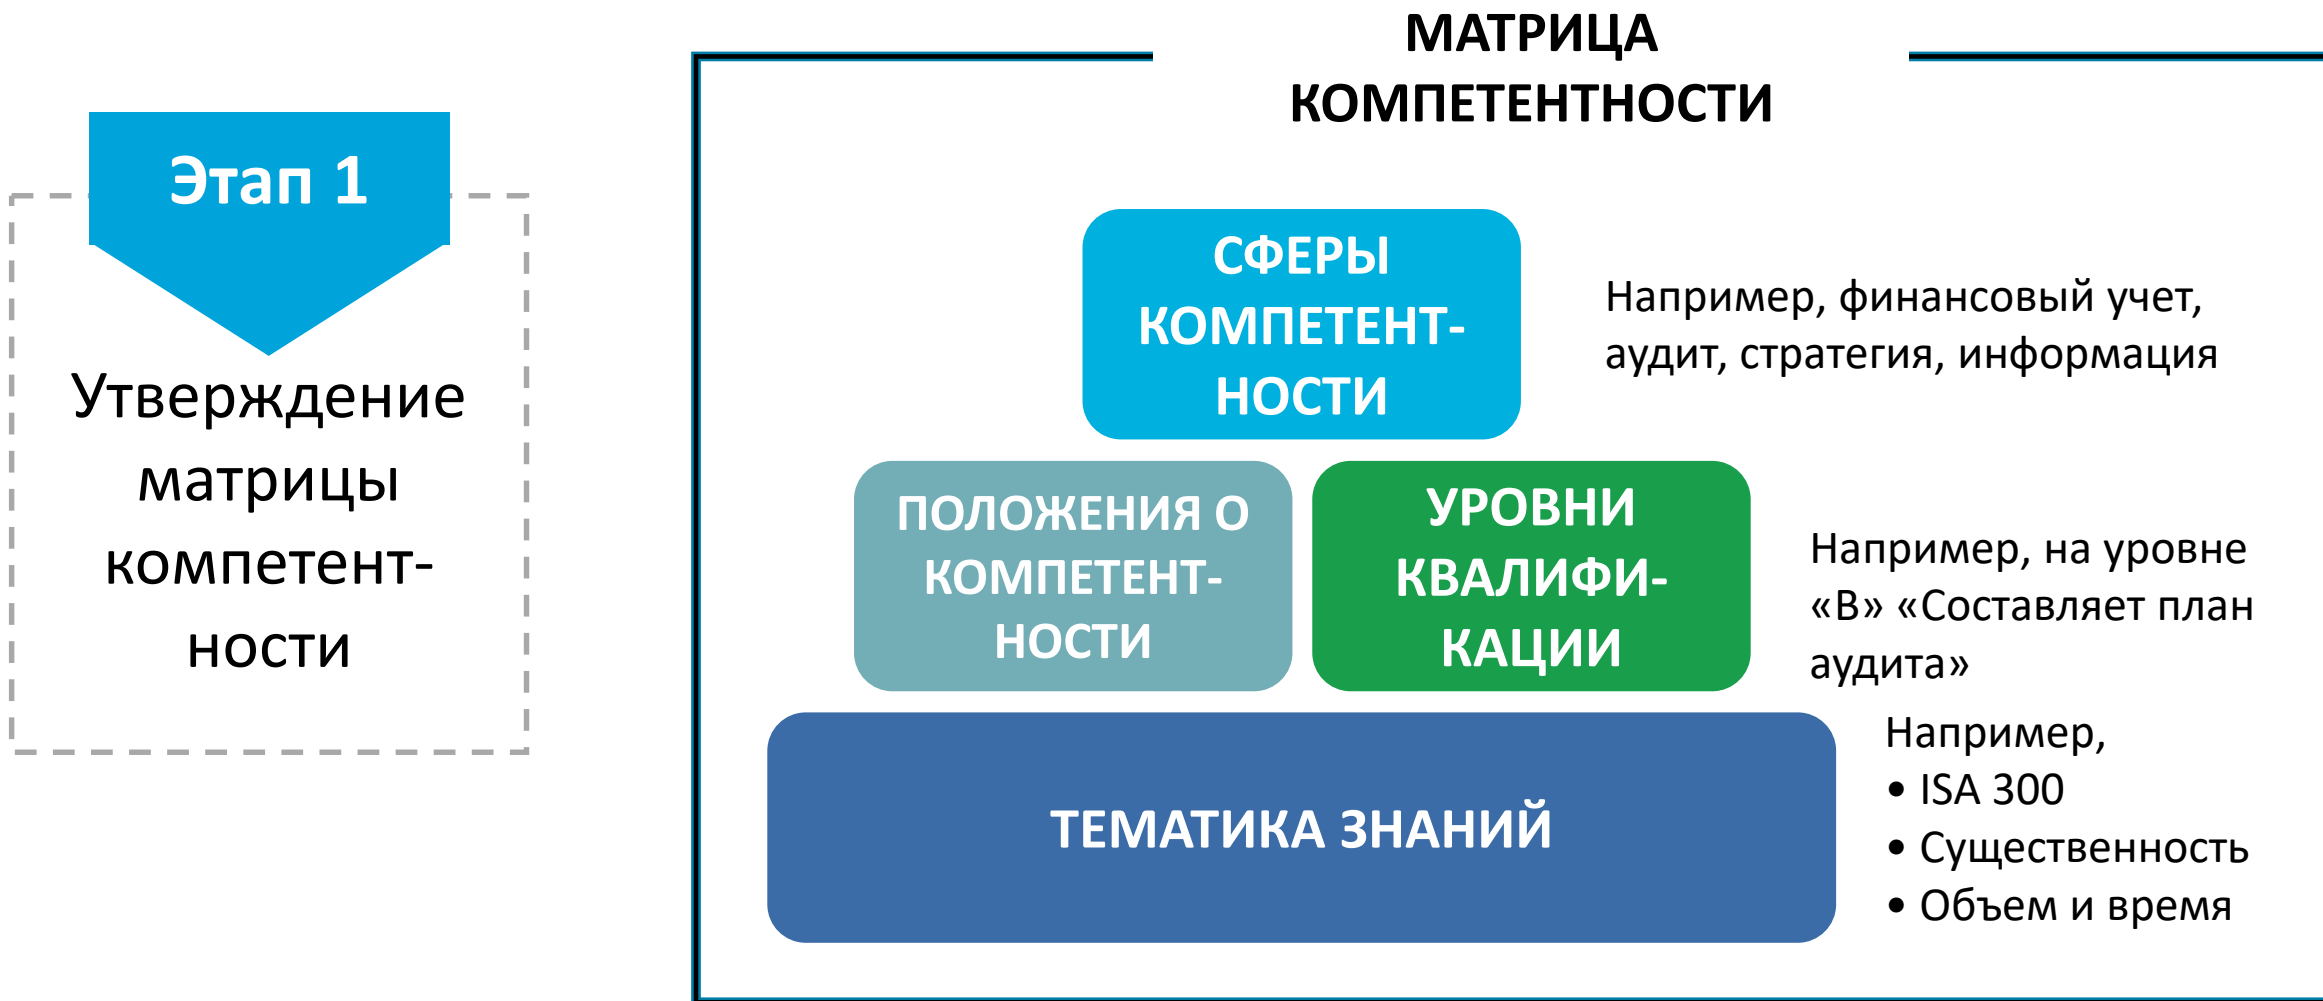 Этап 1
Утверждение
матрицы
компетент-
ности
МАТРИЦА
КОМПЕТЕНТНОСТИ
СФЕРЫ
КОМПЕТЕНТ-
НОСТИ
Например, финансовый учет,
аудит, стратегия, информация
ПОЛОЖЕНИЯ О
КОМПЕТЕНТ-
НОСТИ
УРОВНИ
КВАЛИФИ-
КАЦИИ
Например, на уровне
«В» «Составляет план
аудита»
ТЕМАТИКА ЗНАНИЙ
Например,
• ISA 300
• Существенность
• Объем и время